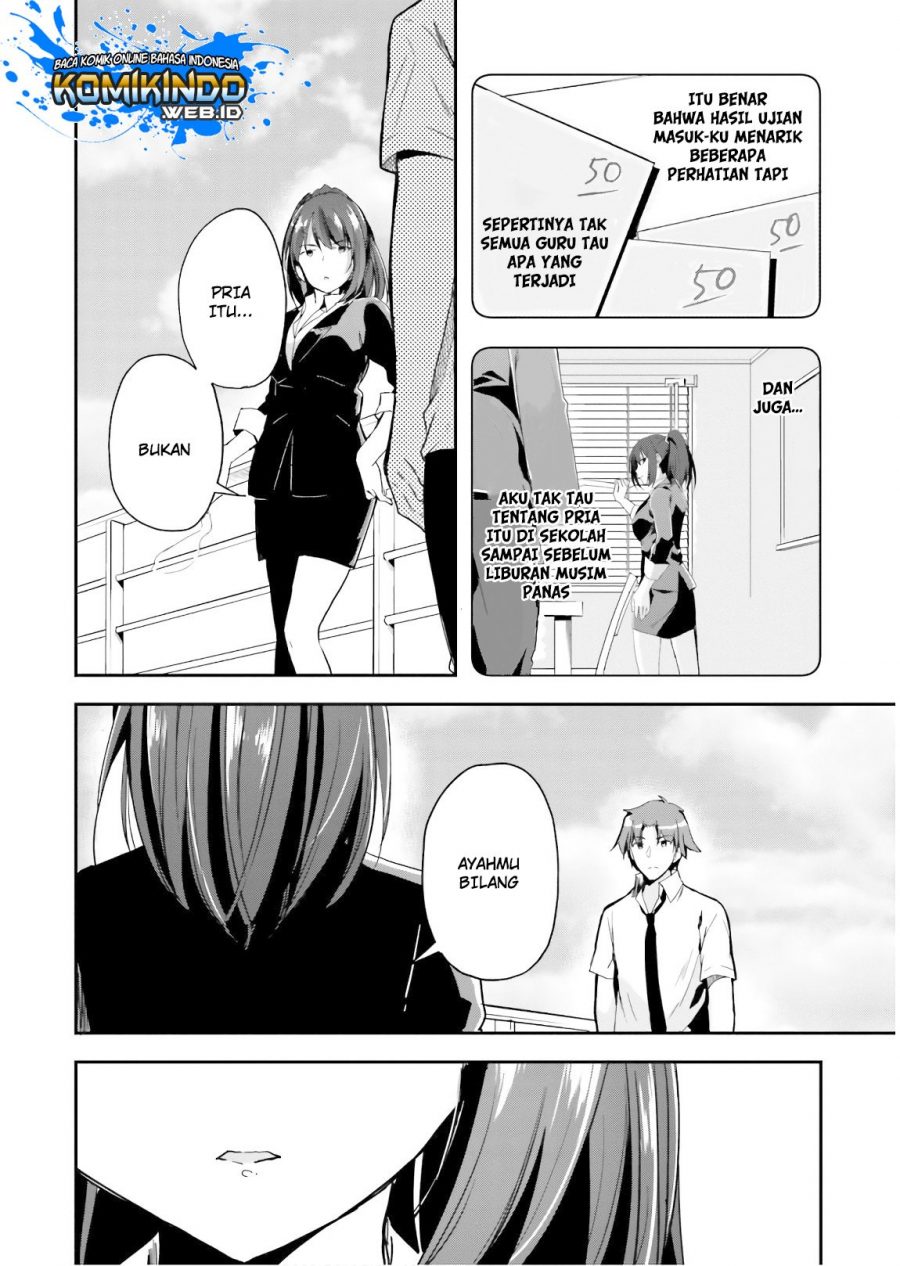 BACA KOMIK ONLINE BAHASA INDONESIA
KOMIKINDO
.WEB.ID
ITU BENAR
BAHWA HASIL UJIAN
MASUK-KU MENARIK
BEBERAPA
PERHATIAN TAPI
50
50
50
SEPERTINYA TAK
SEMUA GURU TAU
APA YANG
TERJADI
DAN
JUGA...
AKU TAK TAU
TENTANG PRIA
ITU DI SEKOLAH
SAMPAI SEBELUM
LIBURAN MUSIM
PANAS
PRIA
ITU...
BUKAN
AYAHMU
BILANG